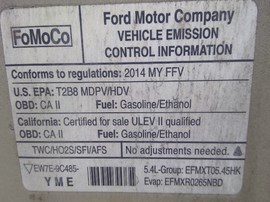 FoMoCo
Ford Motor Company
VEHICLE EMISSION
CONTROL INFORMATION
Conforms to regulations: 2014 MY FFV
U.S. EPA: T2B8 MDPV/HDV
OBD: CA II Fuel: Gasoline/Ethanol
California: Certified for sale ULEV II qualified
OBD: CA II Fuel: Gasoline/Ethanol
TWC/HO2S/SFI/AFS No adjustments needed.
EW7E-9C485-
YME
5.4L-Group: EFMXT05.45HK
Evap: EFMXR0265NBD